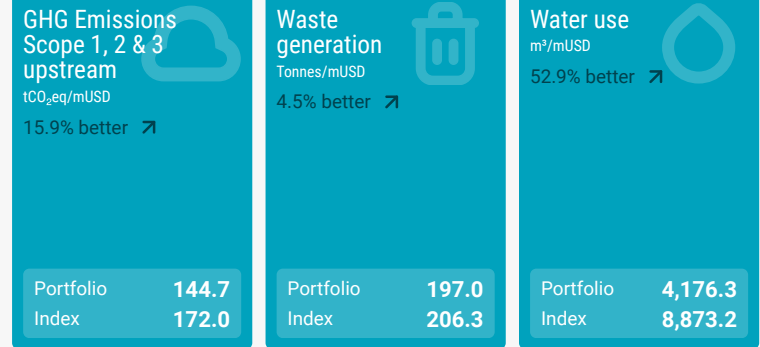 GHG Emissions
Scope 1, 2 & 3
upstream
tCO₂eq/mUSD
15.9% better
Portfolio 144.7
Index 172.0
Waste
generation
Tonnes/mUSD
4.5% better
Portfolio 197.0
Index 206.3
Water use
m³/mUSD
52.9% better
Portfolio 4,176.3
Index 8,873.2